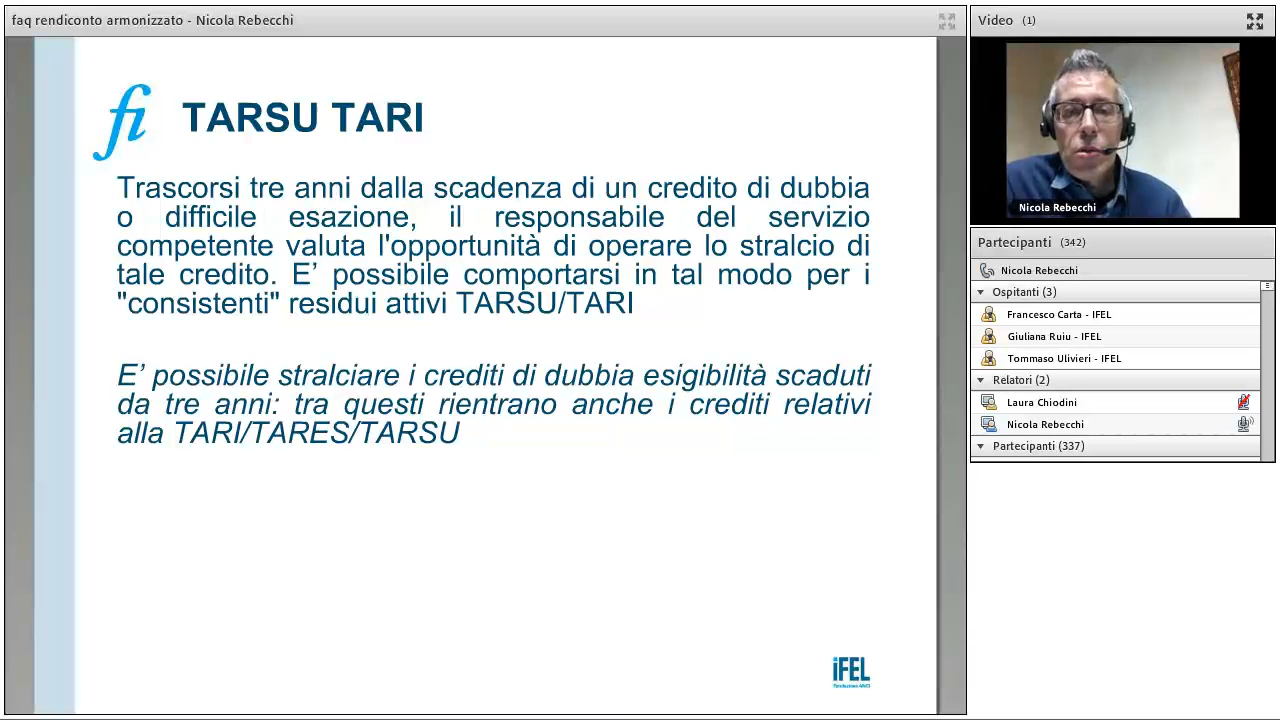 faq rendiconto armonizzato - Nicola Rebecchi
fi TARSU TARI
Trascorsi tre anni dalla scadenza di un credito di dubbia
o difficile esazione, il responsabile del servizio
competente valuta l'opportunità di operare lo stralcio di
tale credito. E' possibile comportarsi in tal modo per i
"consistenti" residui attivi TARSU/TARI
E' possibile stralciare i crediti di dubbia esigibilità scaduti
da tre anni: tra questi rientrano anche i crediti relativi
alla TARI/TARES/TARSU
iFEL
Fondazione ANCI
Video (1)
Nicola Rebecchi
Partecipanti (342)
Nicola Rebecchi
Ospitanti (3)
Francesco Carta - IFEL
Giuliana Ruiu - IFEL
Tommaso Ulivieri - IFEL
Relatori (2)
Laura Chiodini
Nicola Rebecchi
Partecipanti (337)